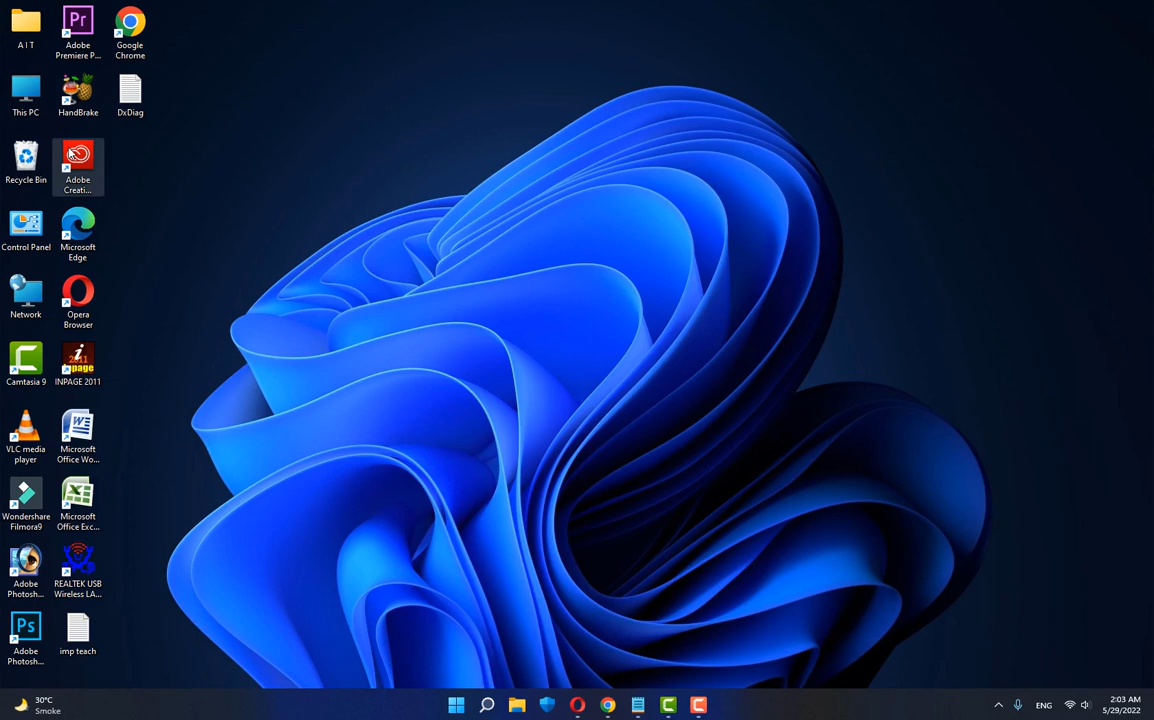 A I T
Adobe
Premiere P...
Google
Chrome
This PC
HandBrake
DxDiag
Recycle Bin
Adobe
Creati...
Control Panel
Microsoft
Edge
Network
Opera
Browser
Camtasia 9
INPAGE 2011
VLC media
player
Microsoft
Office Wo...
Wondershare
Filmora9
Microsoft
Office Exc...
Adobe
Photosh...
REALTEK USB
Wireless LA...
Adobe
Photosh...
imp teach
30°C
Smoke
ENG
2:03 AM
5/29/2022